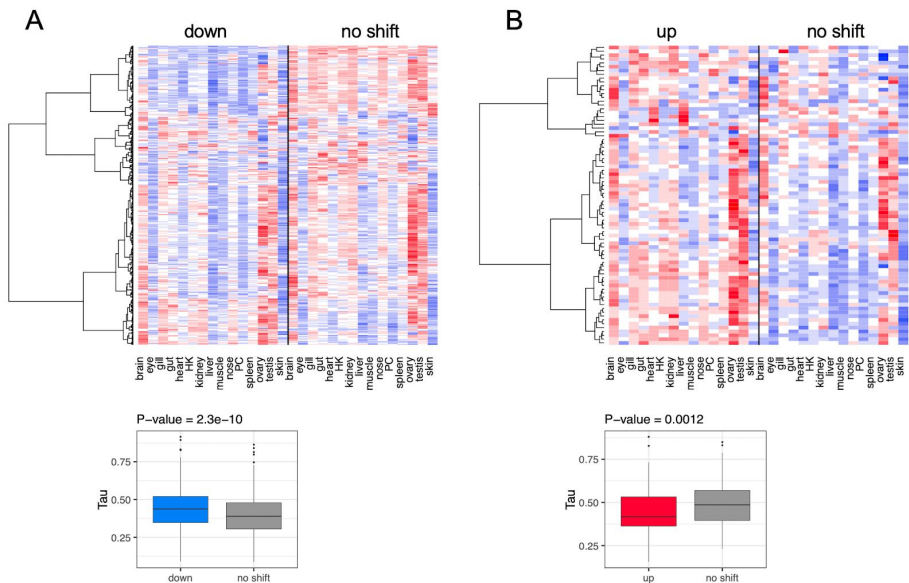 A
down no shift
brain eye gill gut heart HK kidney liver muscle nose PC spleen ovary testis skin brain eye gill gut heart HK kidney liver muscle nose PC spleen ovary testis skin
P−value = 2.3e−10
Tau
0.75
0.50
0.25
down no shift
B
up no shift
brain eye gill gut heart HK kidney liver muscle nose PC spleen ovary testis skin brain eye gill gut heart HK kidney liver muscle nose PC spleen ovary testis skin
P−value = 0.0012
Tau
0.75
0.50
0.25
up no shift